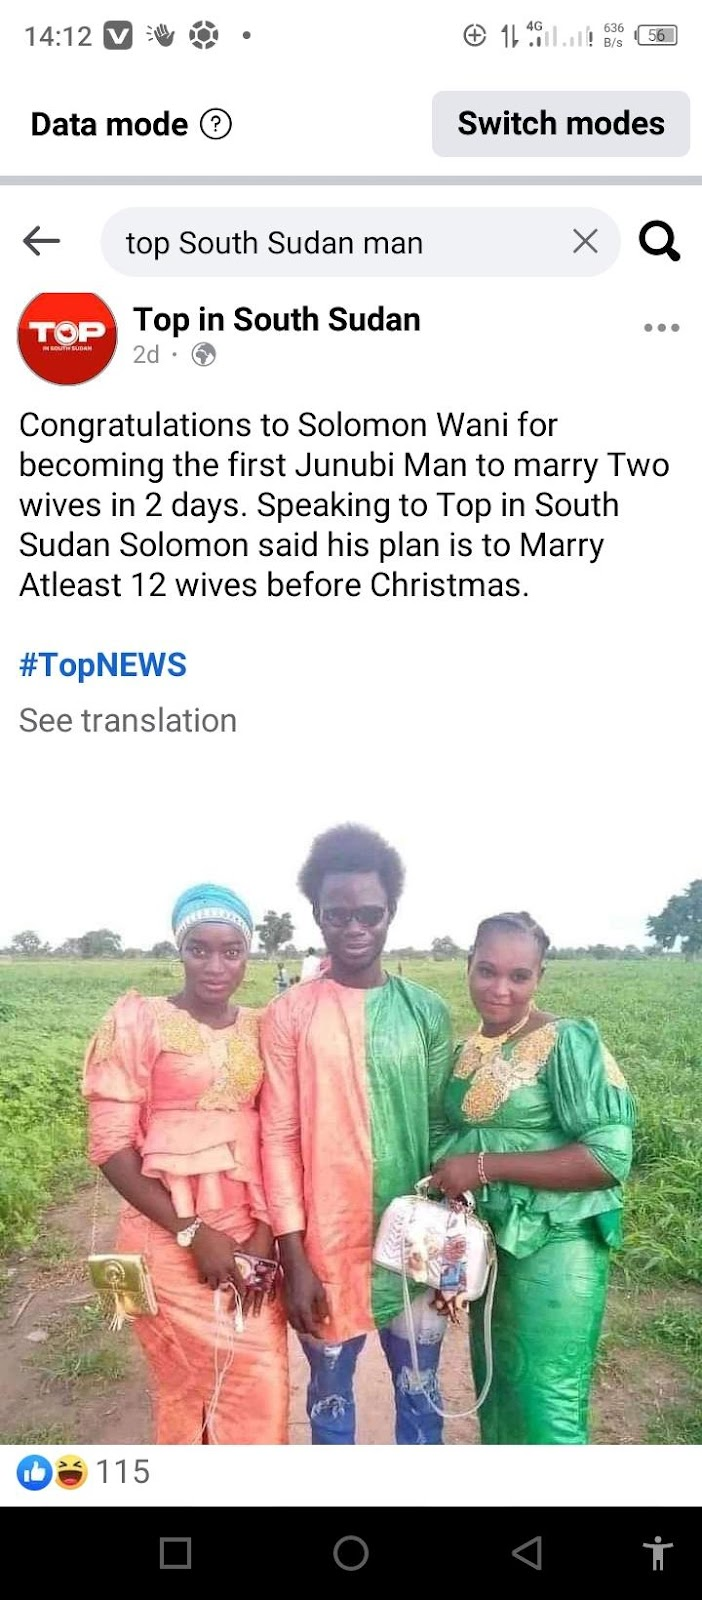 14:12
4G
636
B/s
56
Data mode
Switch modes
top South Sudan man
TOP
IN SOUTH SUDAN
Top in South Sudan
2d
Congratulations to Solomon Wani for
becoming the first Junubi Man to marry Two
wives in 2 days. Speaking to Top in South
Sudan Solomon said his plan is to Marry
Atleast 12 wives before Christmas.
#TopNEWS
See translation
115